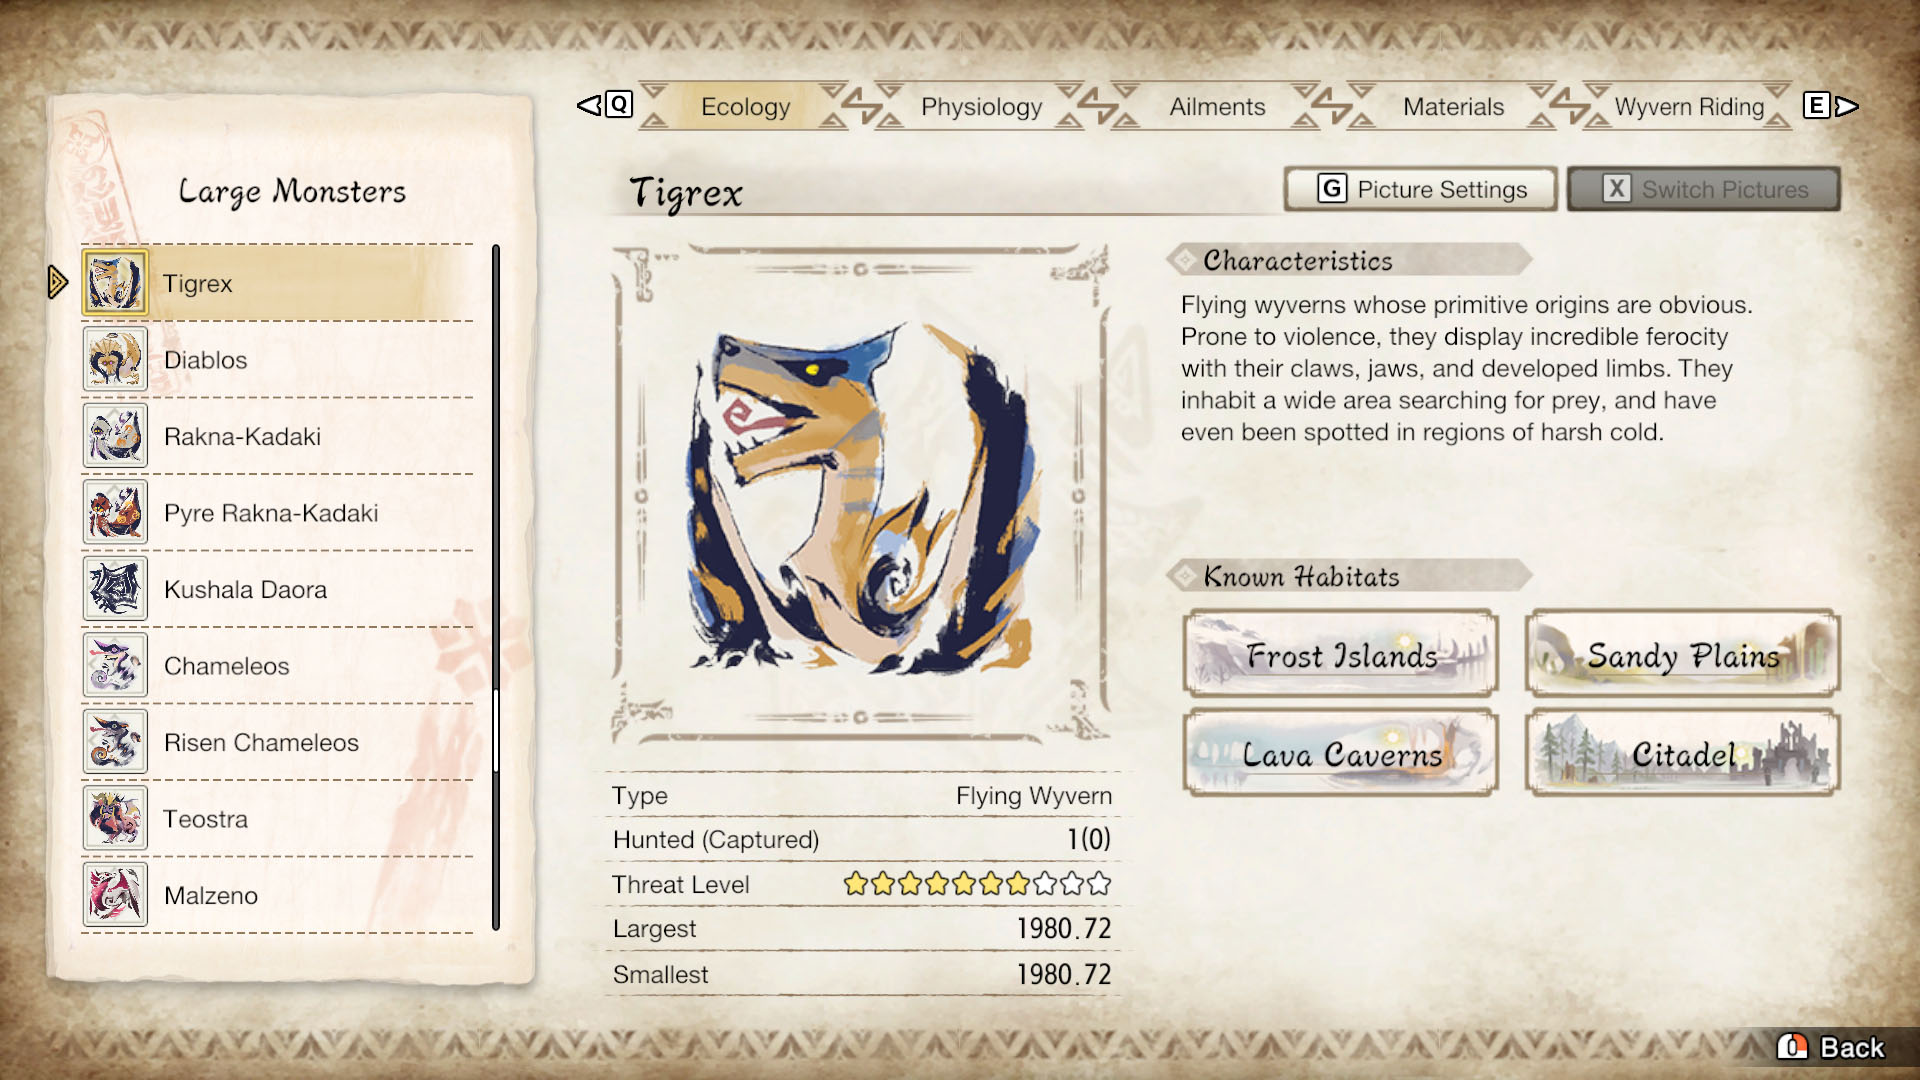 Q
Ecology
Physiology
Ailments
Materials
Wyvern Riding
E
Large Monsters
Tigrex
Diablos
Rakna-Kadaki
Pyre Rakna-Kadaki
Kushala Daora
Chameleos
Risen Chameleos
Teostra
Malzeno
Tigrex
G Picture Settings
X Switch Pictures
Type Flying Wyvern
Hunted (Captured) 1(0)
Threat Level
Largest 1980.72
Smallest 1980.72
Characteristics
Flying wyverns whose primitive origins are obvious.
Prone to violence, they display incredible ferocity
with their claws, jaws, and developed limbs. They
inhabit a wide area searching for prey, and have
even been spotted in regions of harsh cold.
Known Habitats
Frost Islands
Sandy Plains
Lava Caverns
Citadel
Back